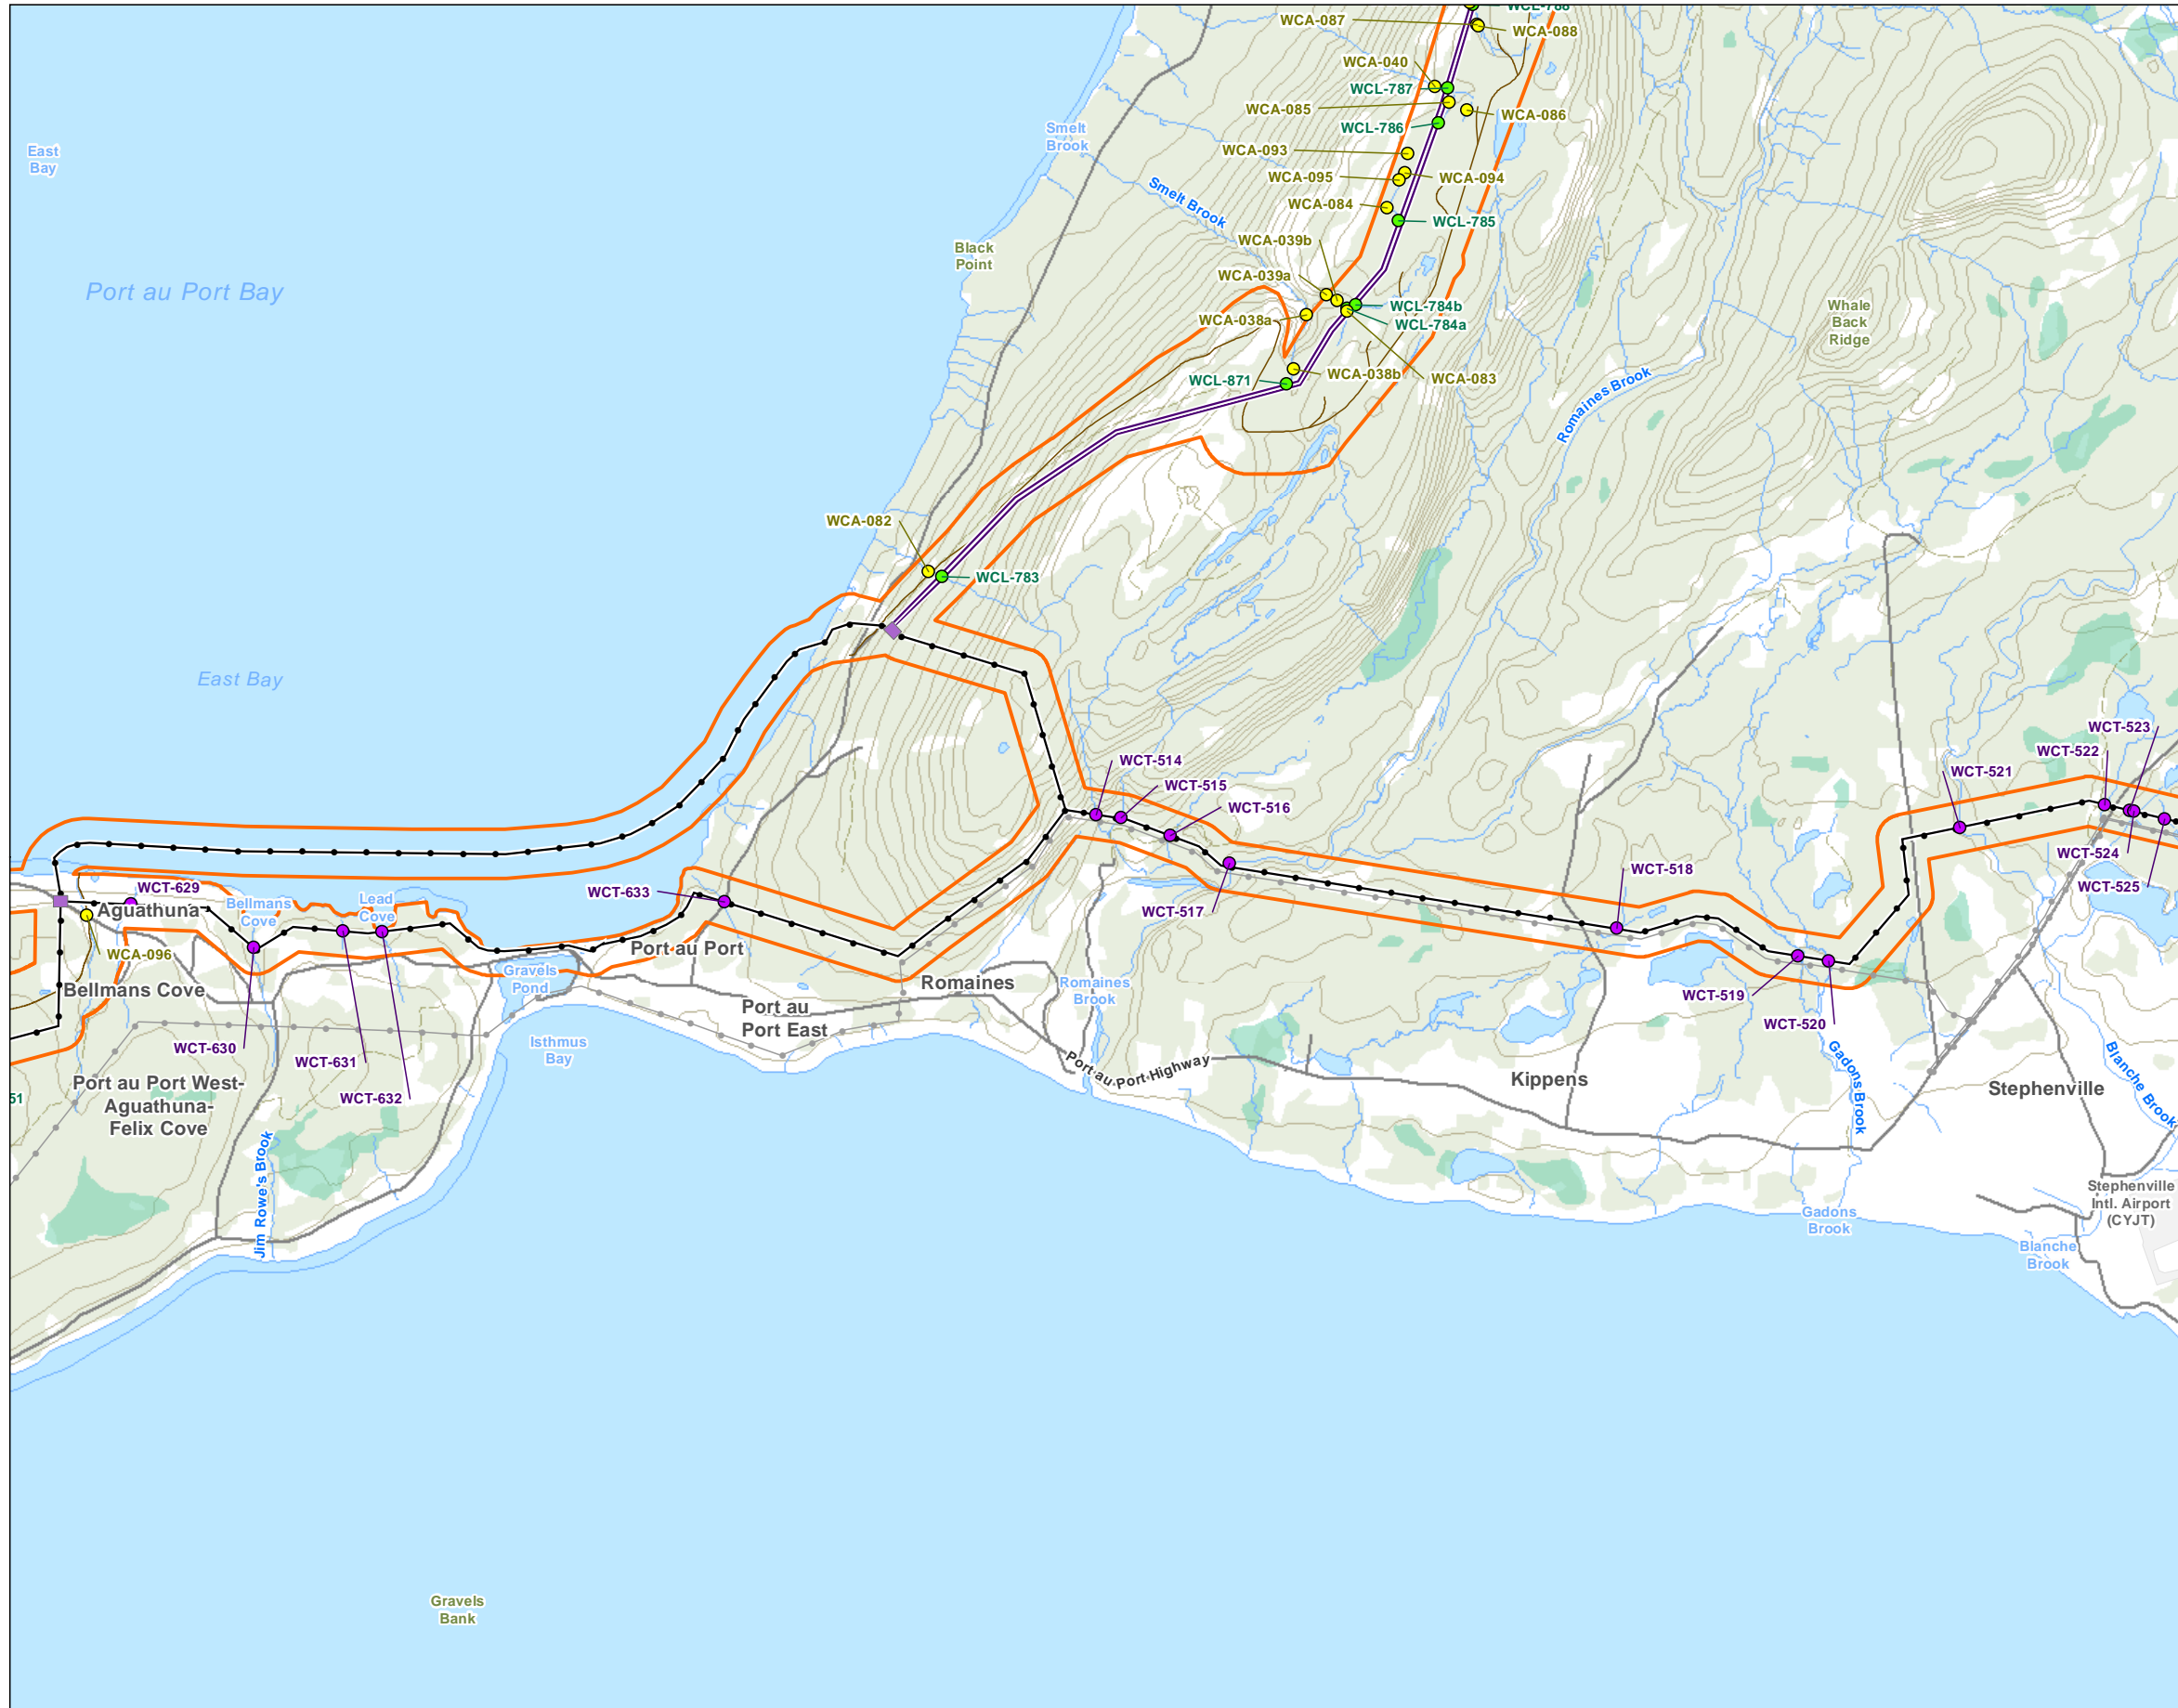 WCL-788
WCA-087
WCA-088
WCA-040
WCL-787
WCA-085
WCA-086
WCL-786
Smelt
Brook
East
Bay
WCA-093
WCA-095
WCA-094
Smelt Brook
WCA-084
WCL-785
WCA-039b
Black
Point
WCA-039a
Port au Port Bay
WCL-784b
WCA-038a
WCL-784a
Whale
Back
Ridge
WCL-871
WCA-038b
WCA-083
Romaines Brook
WCA-082
WCL-783
East Bay
WCT-523
WCT-522
WCT-514
WCT-521
WCT-515
WCT-516
WCT-524
WCT-518
WCT-525
WCT-629
WCT-633
Aguathuna
Bellmans
Cove
Lead
Cove
WCT-517
WCA-096
Port au Port
Gravels
Pond
Romaines
Romaines
Brook
Bellmans Cove
WCT-519
Port au
Port East
WCT-520
WCT-630
Isthmus
Bay
WCT-631
Port au Port Highway
Gadons Brook
Blanche Brook
Kippens
Port au Port West-
Aguathuna-
Felix Cove
WCT-632
51
Stephenville
Jim Rowe's Brook
Stephenville
Intl. Airport
(CYJT)
Gadons
Brook
Blanche
Brook
Gravels
Bank